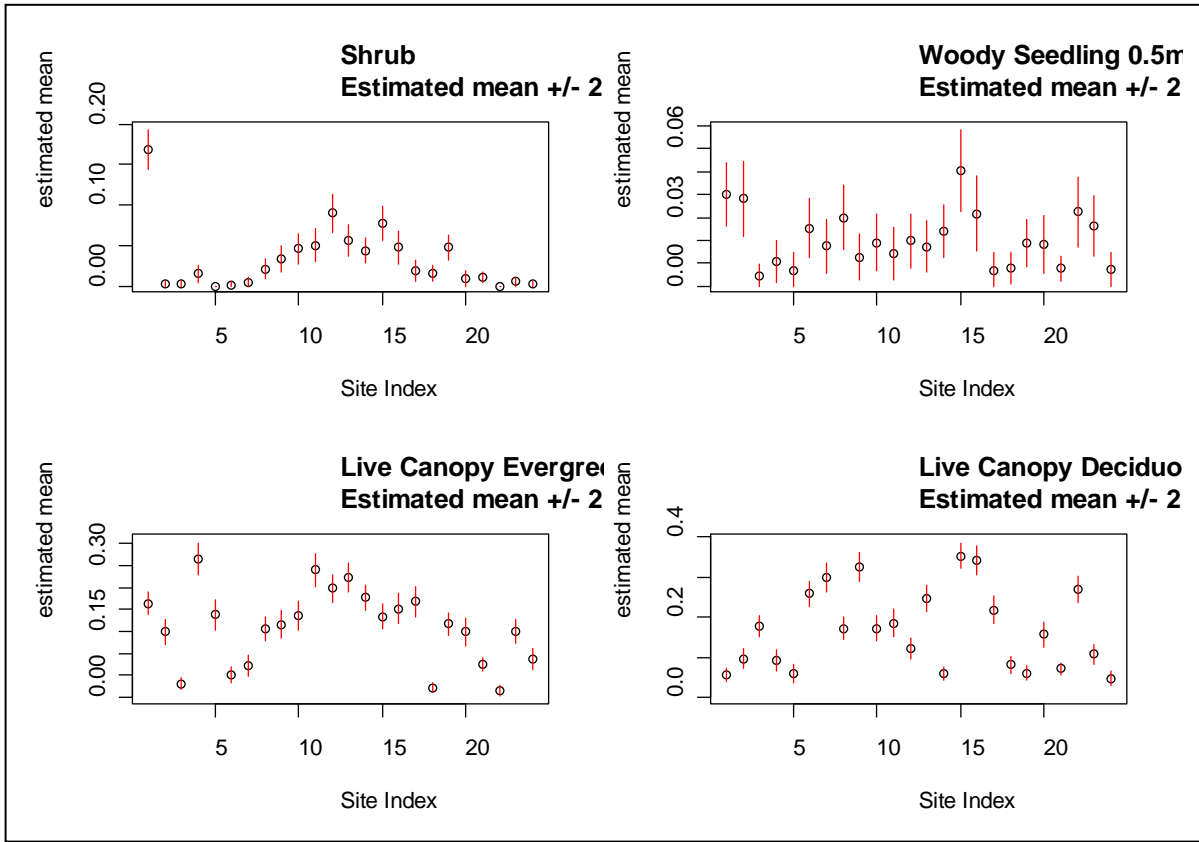 Shrub
Estimated mean +/- 2
estimated mean
0.00 0.10 0.20
5 10 15 20
Site Index
Woody Seedling 0.5m
Estimated mean +/- 2
estimated mean
0.00 0.03 0.06
5 10 15 20
Site Index
Live Canopy Evergree
Estimated mean +/- 2
estimated mean
0.00 0.15 0.30
5 10 15 20
Site Index
Live Canopy Deciduo
Estimated mean +/- 2
estimated mean
0.0 0.2 0.4
5 10 15 20
Site Index